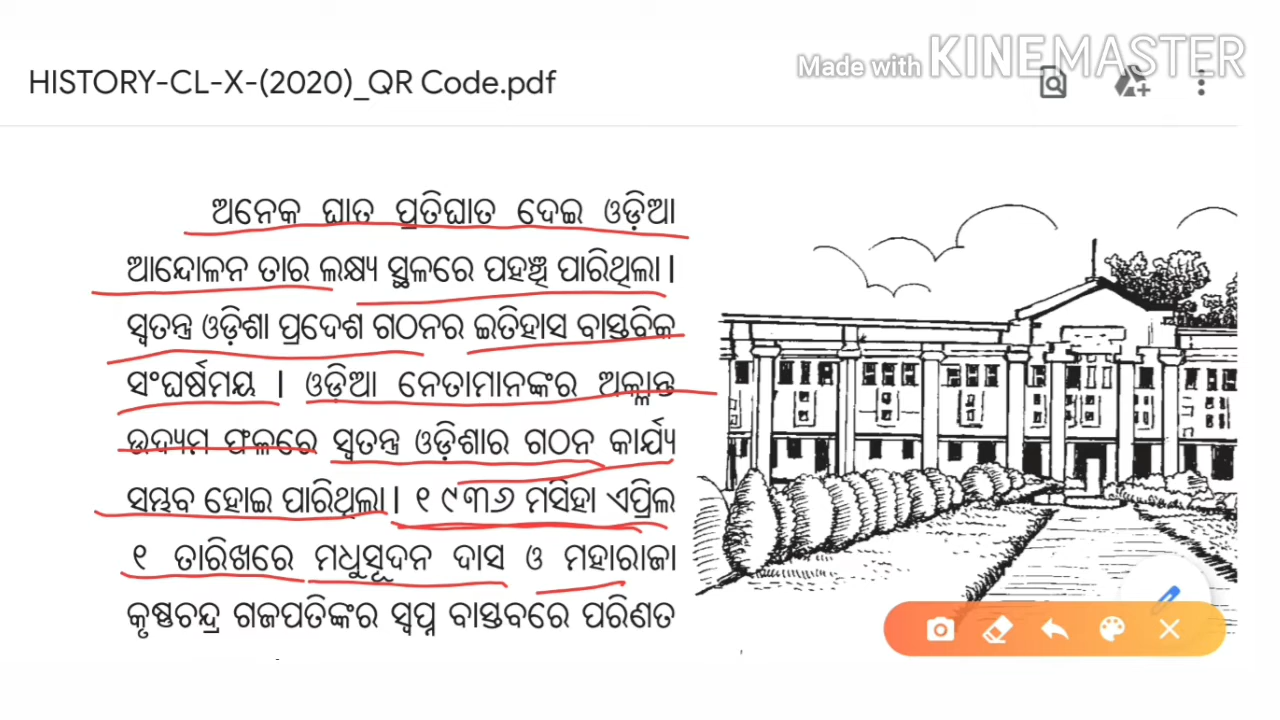 Made with KINEMASTER
HISTORY-CL-X-(2020)_QR Code.pdf
ଅନେକ ଘାତ ପ୍ରତିଘାତ ଦେଇ ଓଡ଼ିଆ
ଆନ୍ଦୋଳନ ତାର ଲକ୍ଷ୍ୟ ସ୍ଥଳରେ ପହଞ୍ଚି ପାରିଥିଲା ।
ସ୍ୱତନ୍ତ୍ର ଓଡ଼ିଶା ପ୍ରଦେଶ ଗଠନର ଇତିହାସ ବାସ୍ତବିକ
ସଂଘର୍ଷମୟ । ଓଡ଼ିଆ ନେତାମାନଙ୍କର ଅକ୍ଳାନ୍ତ
ଉଦ୍ୟମ ଫଳରେ ସ୍ୱତନ୍ତ୍ର ଓଡ଼ିଶାର ଗଠନ କାର୍ଯ୍ୟ
ସମ୍ଭବ ହୋଇ ପାରିଥିଲା । ୧୯୩୬ ମସିହା ଏପ୍ରିଲ
୧ ତାରିଖରେ ମଧୁସୂଦନ ଦାସ ଓ ମହାରାଜା
କୃଷ୍ଣଚନ୍ଦ୍ର ଗଜପତିଙ୍କର ସ୍ୱପ୍ନ ବାସ୍ତବରେ ପରିଣତ